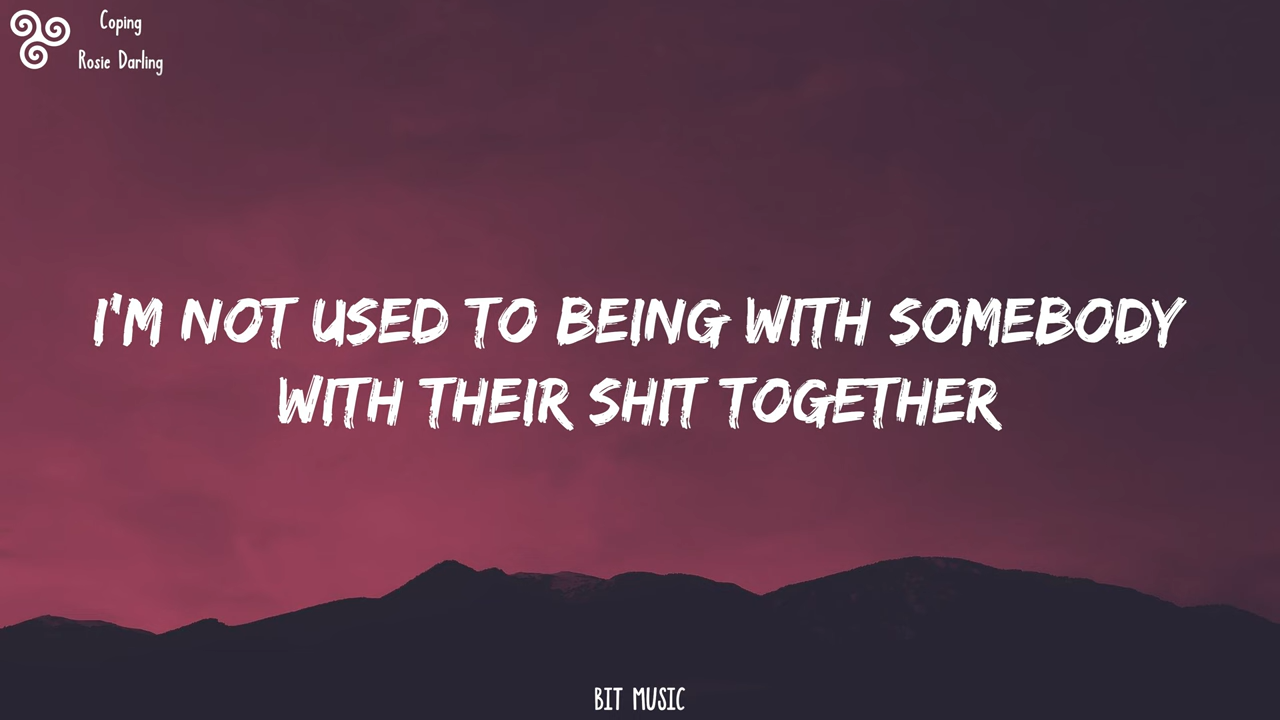 Coping
Rosie Darling
I'M NOT USED TO BEING WITH SOMEBODY
WITH THEIR SHIT TOGETHER
BIT MUSIC